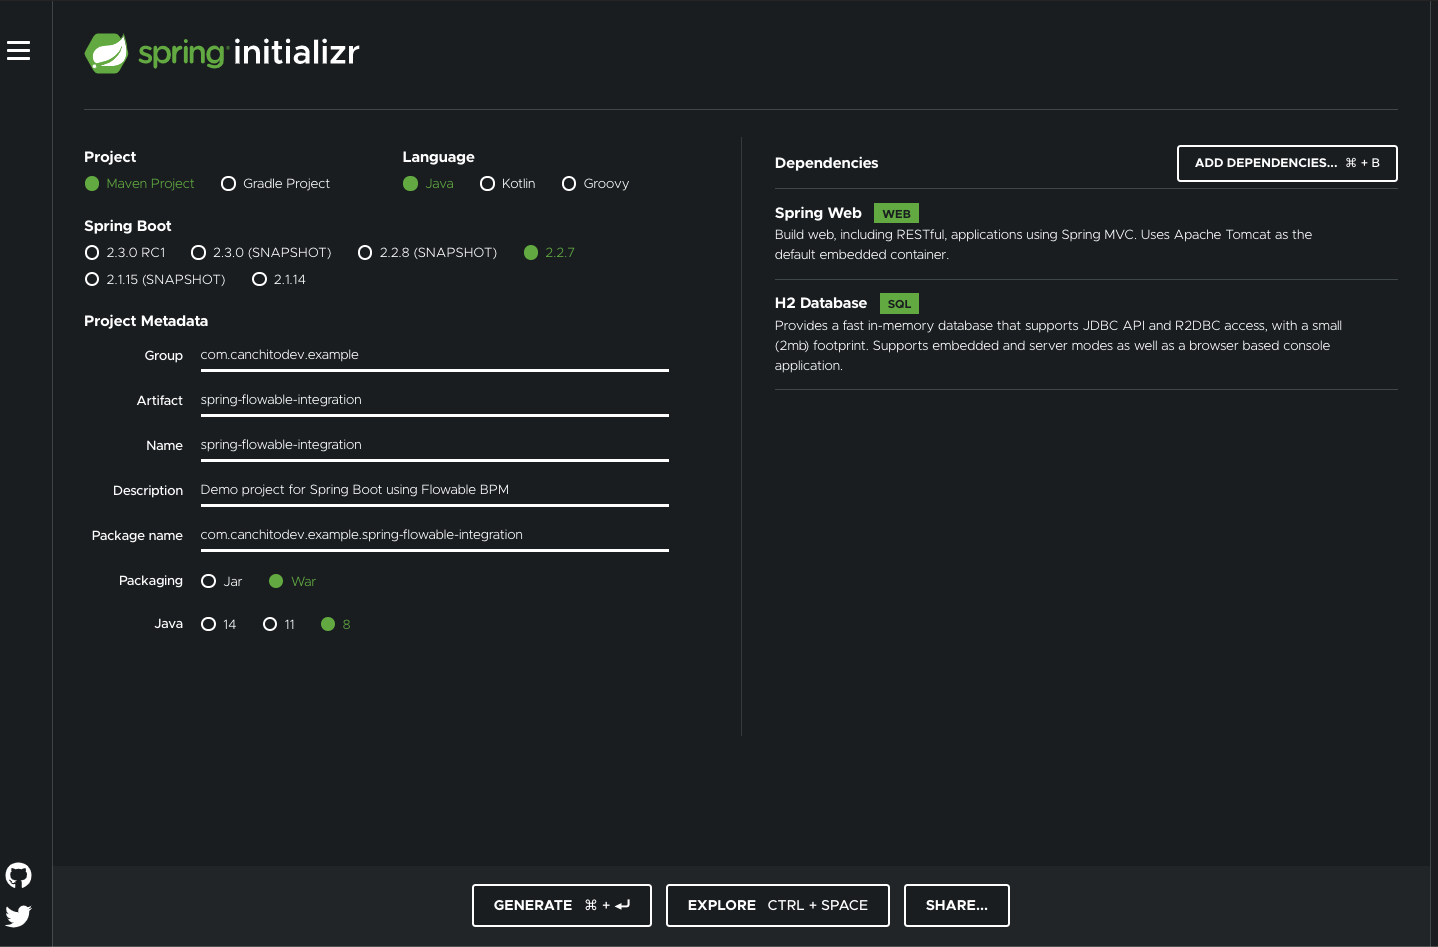 spring initializr
Project
Maven Project Gradle Project
Language
Java Kotlin Groovy
Spring Boot
2.3.0 RC1 2.3.0 (SNAPSHOT) 2.2.8 (SNAPSHOT) 2.2.7
2.1.15 (SNAPSHOT) 2.1.14
Project Metadata
Group com.canchitodev.example
Artifact spring-flowable-integration
Name spring-flowable-integration
Description Demo project for Spring Boot using Flowable BPM
Package name com.canchitodev.example.spring-flowable-integration
Packaging Jar War
Java 14 11 8
Dependencies
ADD DEPENDENCIES... ⌘ + B
Spring Web WEB
Build web, including RESTful, applications using Spring MVC. Uses Apache Tomcat as the
default embedded container.
H2 Database SQL
Provides a fast in-memory database that supports JDBC API and R2DBC access, with a small
(2mb) footprint. Supports embedded and server modes as well as a browser based console
application.
GENERATE ⌘ + ↵
EXPLORE CTRL + SPACE
SHARE...